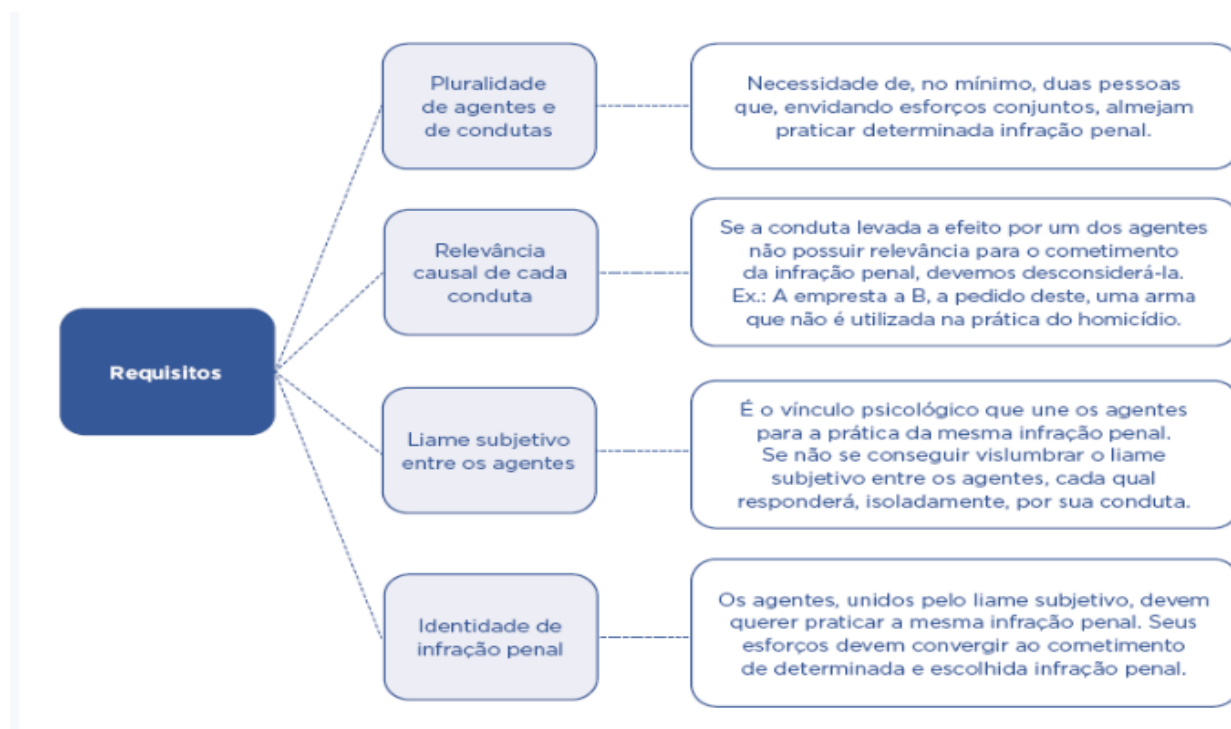 Requisitos
Pluralidade
de agentes e
de condutas
Necessidade de, no mínimo, duas pessoas
que, envidando esforços conjuntos, almejam
praticar determinada infração penal.
Relevância
causal de cada
conduta
Se a conduta levada a efeito por um dos agentes
não possuir relevância para o cometimento
da infração penal, devemos desconsiderá-la.
Ex.: A empresta a B, a pedido deste, uma arma
que não é utilizada na prática do homicídio.
Liame subjetivo
entre os agentes
É o vínculo psicológico que une os agentes
para a prática da mesma infração penal.
Se não se conseguir vislumbrar o liame
subjetivo entre os agentes, cada qual
responderá, isoladamente, por sua conduta.
Identidade de
infração penal
Os agentes, unidos pelo liame subjetivo, devem
querer praticar a mesma infração penal. Seus
esforços devem convergir ao cometimento
de determinada e escolhida infração penal.